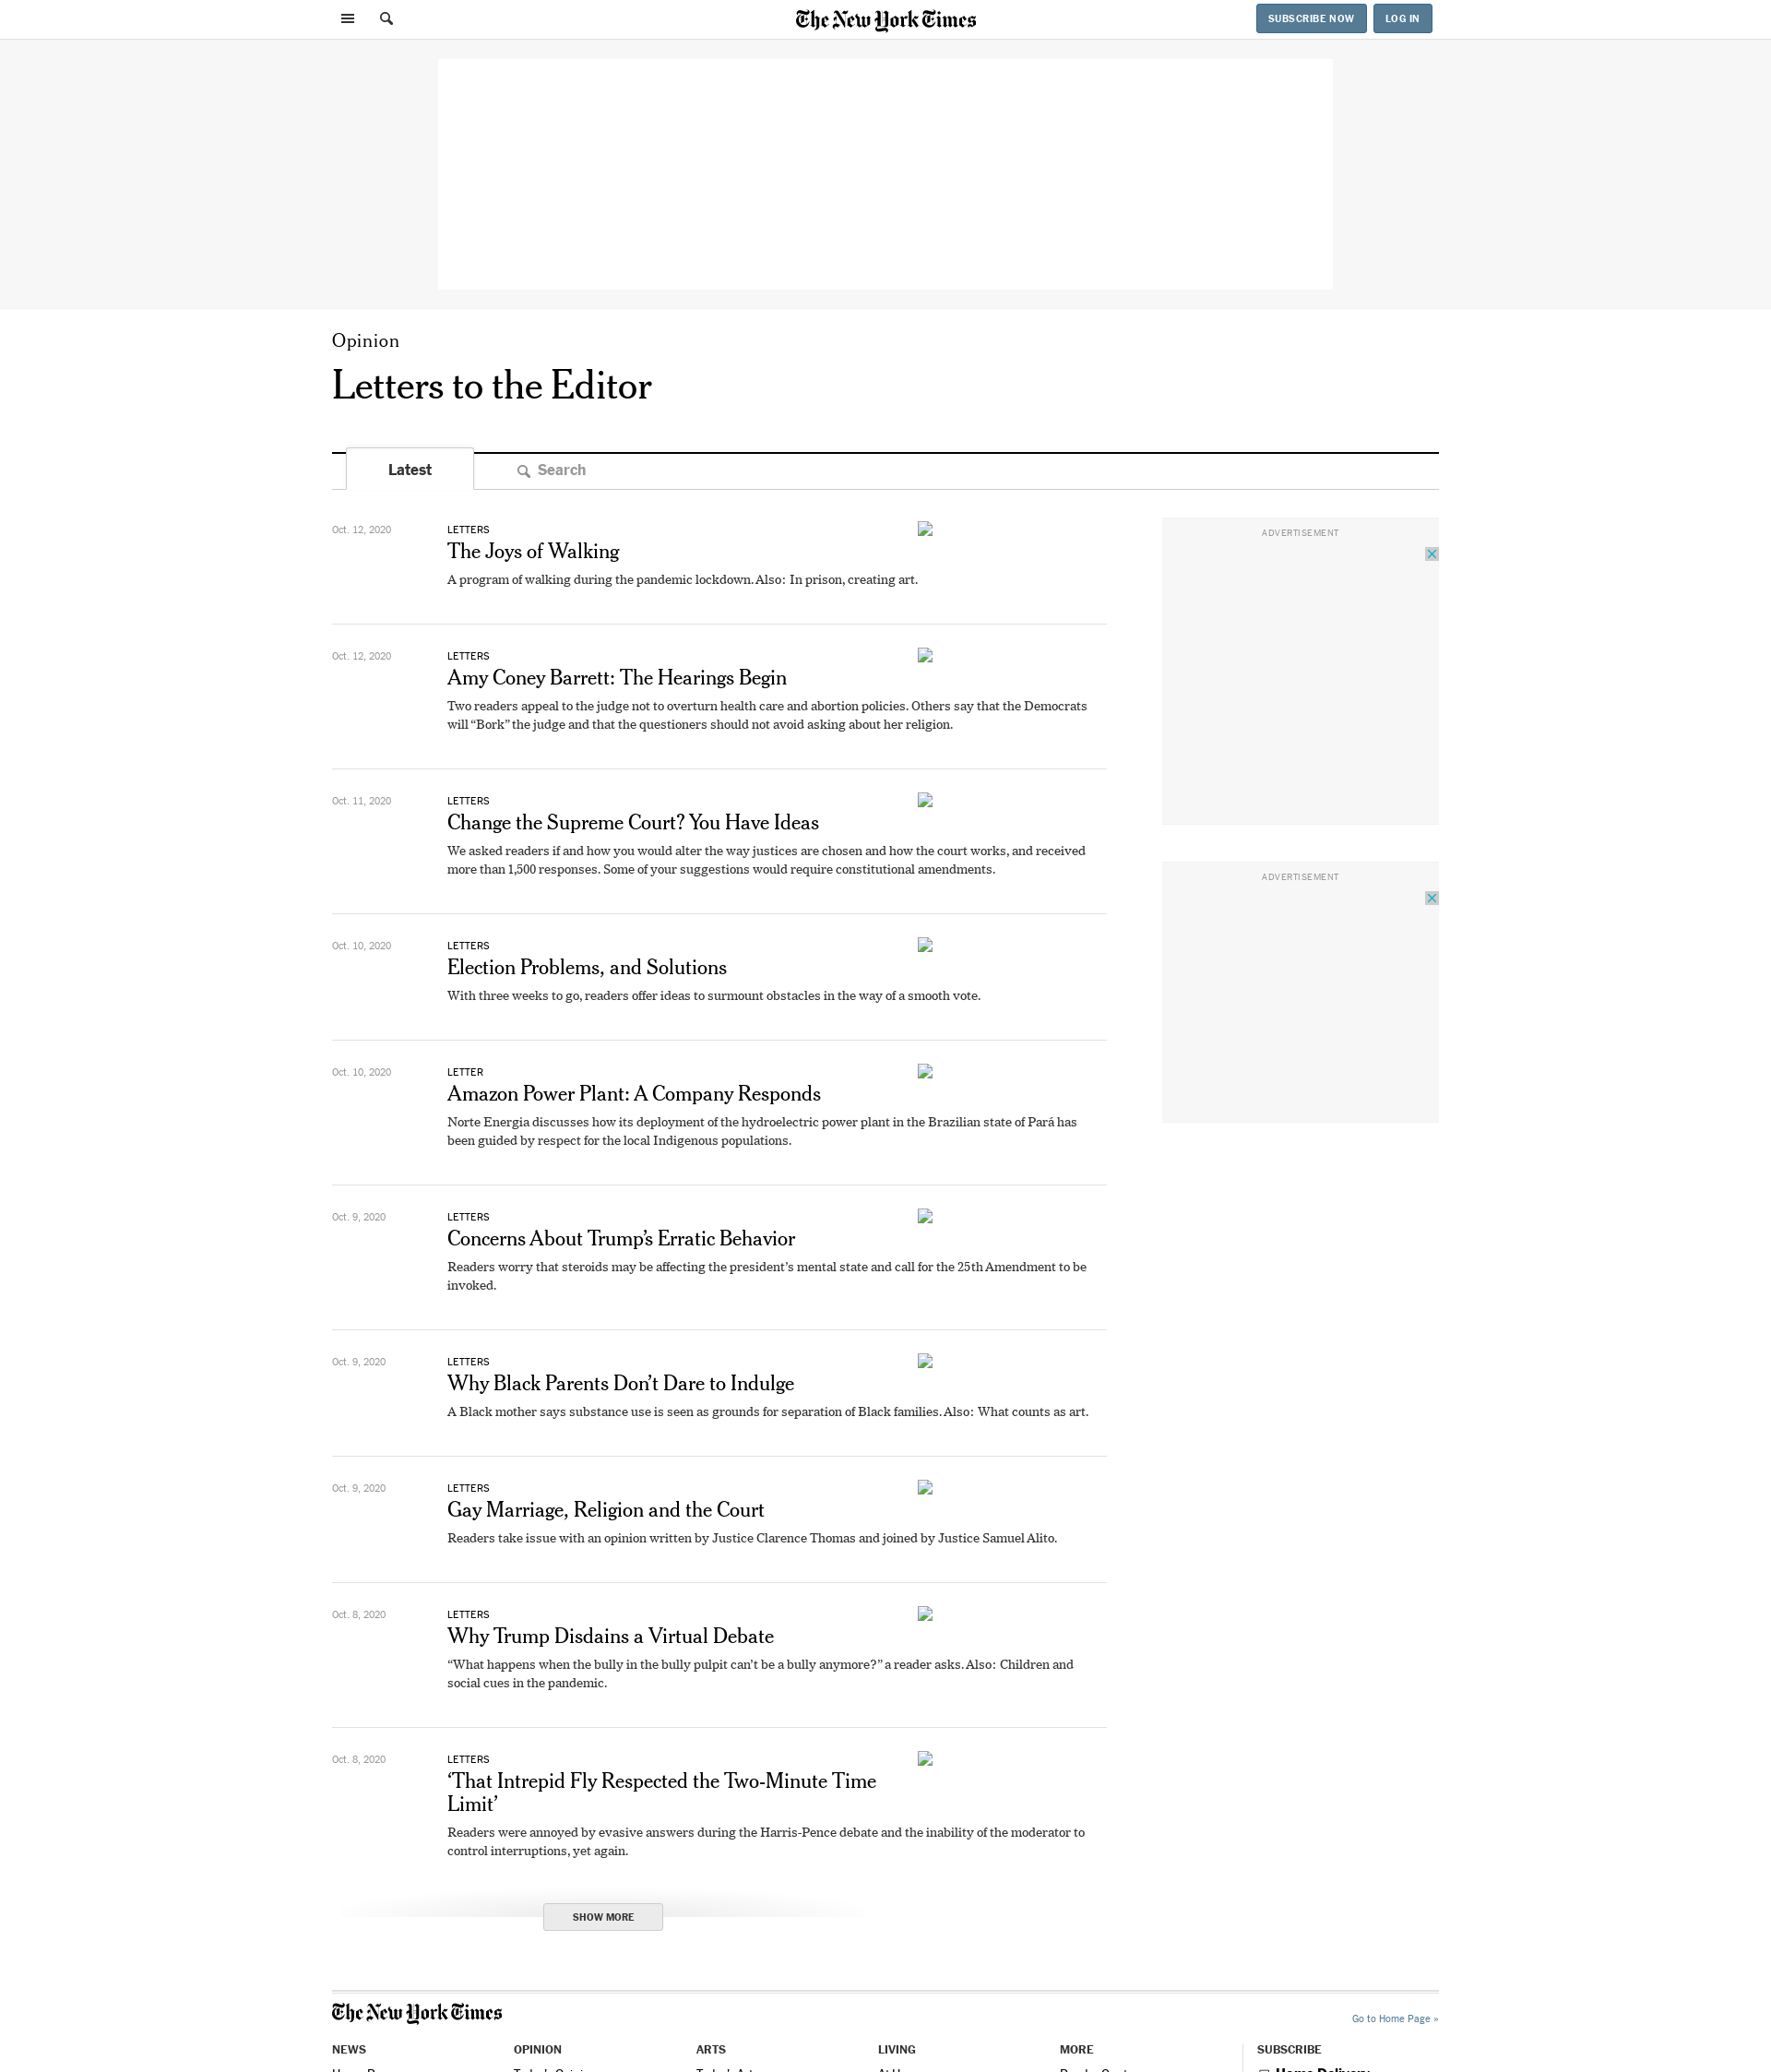 The New York Times
SUBSCRIBE NOW
LOG IN
Opinion
Letters to the Editor
Latest
Search
Oct. 12, 2020
LETTERS
The Joys of Walking
A program of walking during the pandemic lockdown. Also: In prison, creating art.
ADVERTISEMENT
Oct. 12, 2020
LETTERS
Amy Coney Barrett: The Hearings Begin
Two readers appeal to the judge not to overturn health care and abortion policies. Others say that the Democrats
will “Bork” the judge and that the questioners should not avoid asking about her religion.
Oct. 11, 2020
LETTERS
Change the Supreme Court? You Have Ideas
We asked readers if and how you would alter the way justices are chosen and how the court works, and received
more than 1,500 responses. Some of your suggestions would require constitutional amendments.
ADVERTISEMENT
Oct. 10, 2020
LETTERS
Election Problems, and Solutions
With three weeks to go, readers offer ideas to surmount obstacles in the way of a smooth vote.
Oct. 10, 2020
LETTER
Amazon Power Plant: A Company Responds
Norte Energia discusses how its deployment of the hydroelectric power plant in the Brazilian state of Pará has
been guided by respect for the local Indigenous populations.
Oct. 9, 2020
LETTERS
Concerns About Trump’s Erratic Behavior
Readers worry that steroids may be affecting the president’s mental state and call for the 25th Amendment to be
invoked.
Oct. 9, 2020
LETTERS
Why Black Parents Don’t Dare to Indulge
A Black mother says substance use is seen as grounds for separation of Black families. Also: What counts as art.
Oct. 9, 2020
LETTERS
Gay Marriage, Religion and the Court
Readers take issue with an opinion written by Justice Clarence Thomas and joined by Justice Samuel Alito.
Oct. 8, 2020
LETTERS
Why Trump Disdains a Virtual Debate
“What happens when the bully in the bully pulpit can’t be a bully anymore?” a reader asks. Also: Children and
social cues in the pandemic.
Oct. 8, 2020
LETTERS
‘That Intrepid Fly Respected the Two-Minute Time
Limit’
Readers were annoyed by evasive answers during the Harris-Pence debate and the inability of the moderator to
control interruptions, yet again.
SHOW MORE
The New York Times
Go to Home Page »
NEWS
OPINION
ARTS
LIVING
MORE
SUBSCRIBE